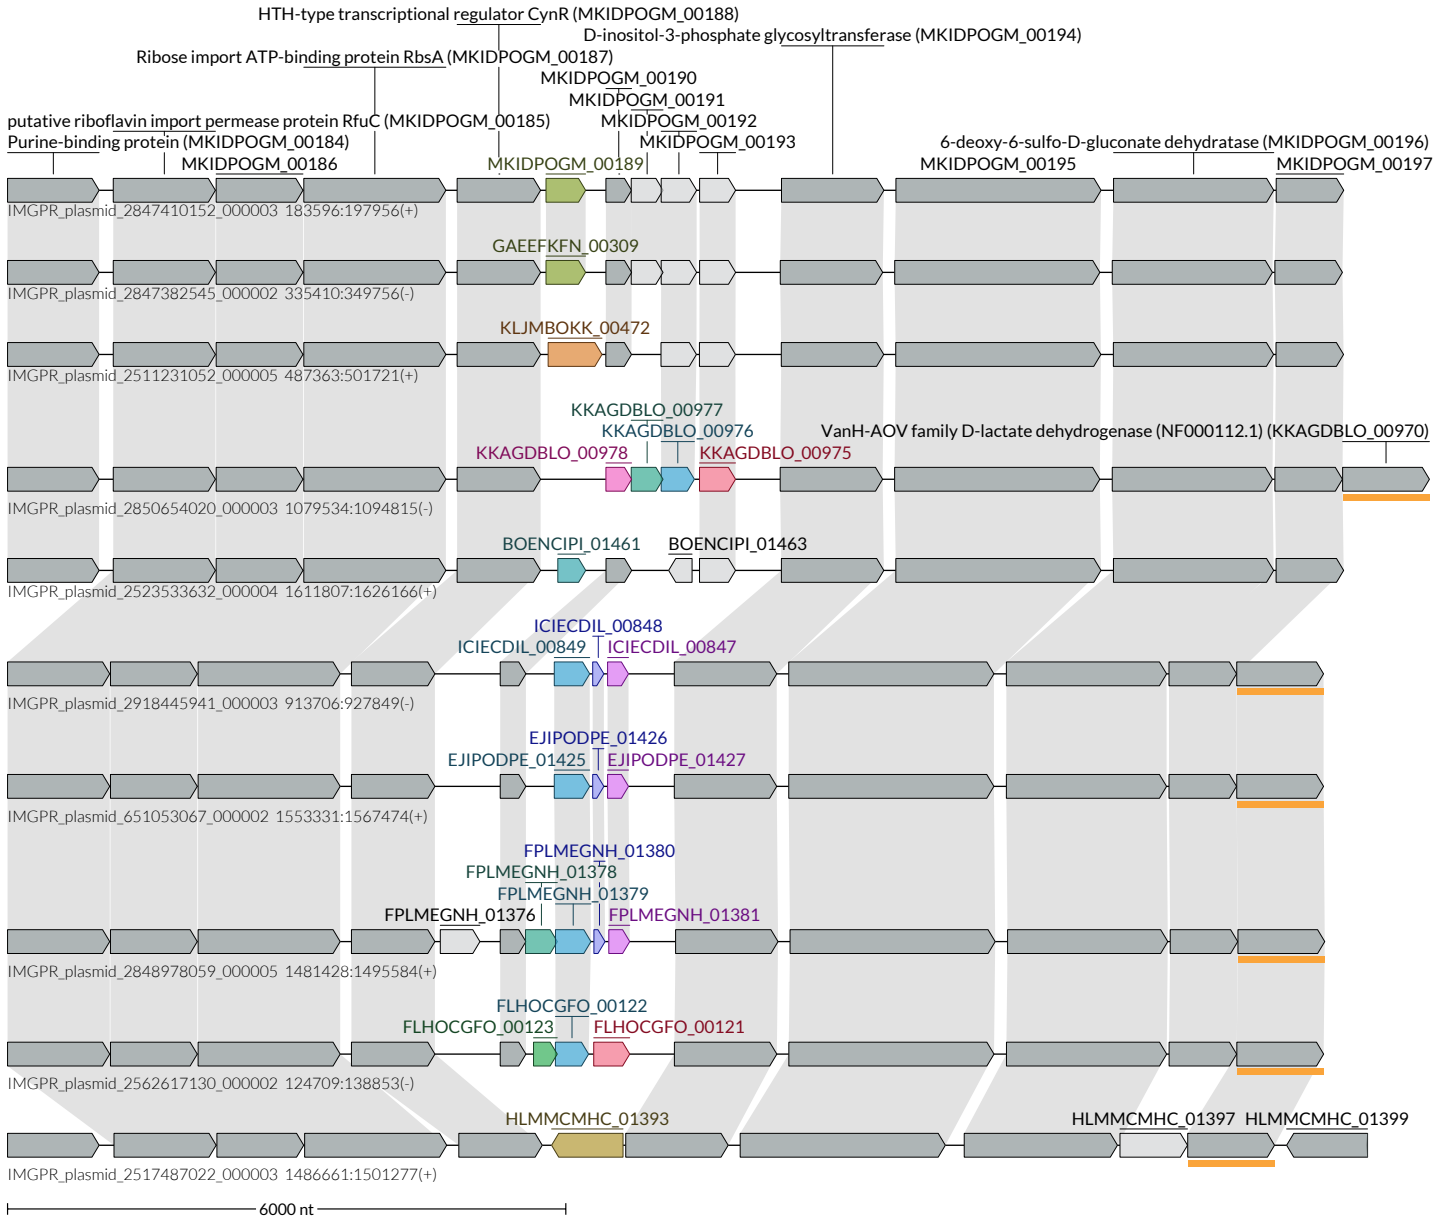 HTH-type transcriptional regulator CynR (MKIDPOGM_00188)
D-inositol-3-phosphate glycosyltransferase (MKIDPOGM_00194)
Ribose import ATP-binding protein RbsA (MKIDPOGM_00187)
MKIDPOGM_00190
MKIDPOGM_00191
putative riboflavin import permease protein RfuC (MKIDPOGM_00185)
MKIDPOGM_00192
Purine-binding protein (MKIDPOGM_00184)
MKIDPOGM_00193
6-deoxy-6-sulfo-D-gluconate dehydratase (MKIDPOGM_00196)
MKIDPOGM_00186
MKIDPOGM_00189
MKIDPOGM_00195
MKIDPOGM_00197
IMGPR_plasmid_2847410152_000003 183596:197956(+)
GAEEFKFN_00309
IMGPR_plasmid_2847382545_000002 335410:349756(-)
KLJMBOKK_00472
IMGPR_plasmid_2511231052_000005 487363:501721(+)
KKAGDBLO_00977
KKAGDBLO_00976
VanH-AOV family D-lactate dehydrogenase (NF000112.1) (KKAGDBLO_00970)
KKAGDBLO_00978
KKAGDBLO_00975
IMGPR_plasmid_2850654020_000003 1079534:1094815(-)
BOENCIPI_01461
BOENCIPI_01463
IMGPR_plasmid_2523533632_000004 1611807:1626166(+)
ICIECDIL_00848
ICIECDIL_00849
ICIECDIL_00847
IMGPR_plasmid_2918445941_000003 913706:927849(-)
EJIPODPE_01426
EJIPODPE_01425
EJIPODPE_01427
IMGPR_plasmid_651053067_000002 1553331:1567474(+)
FPLMEGNH_01380
FPLMEGNH_01378
FPLMEGNH_01379
FPLMEGNH_01376
FPLMEGNH_01381
IMGPR_plasmid_2848978059_000005 1481428:1495584(+)
FLHOCGFO_00122
FLHOCGFO_00123
FLHOCGFO_00121
IMGPR_plasmid_2562617130_000002 124709:138853(-)
HLMMCMHC_01393
HLMMCMHC_01397
HLMMCMHC_01399
IMGPR_plasmid_2517487022_000003 1486661:1501277(+)
6000 nt